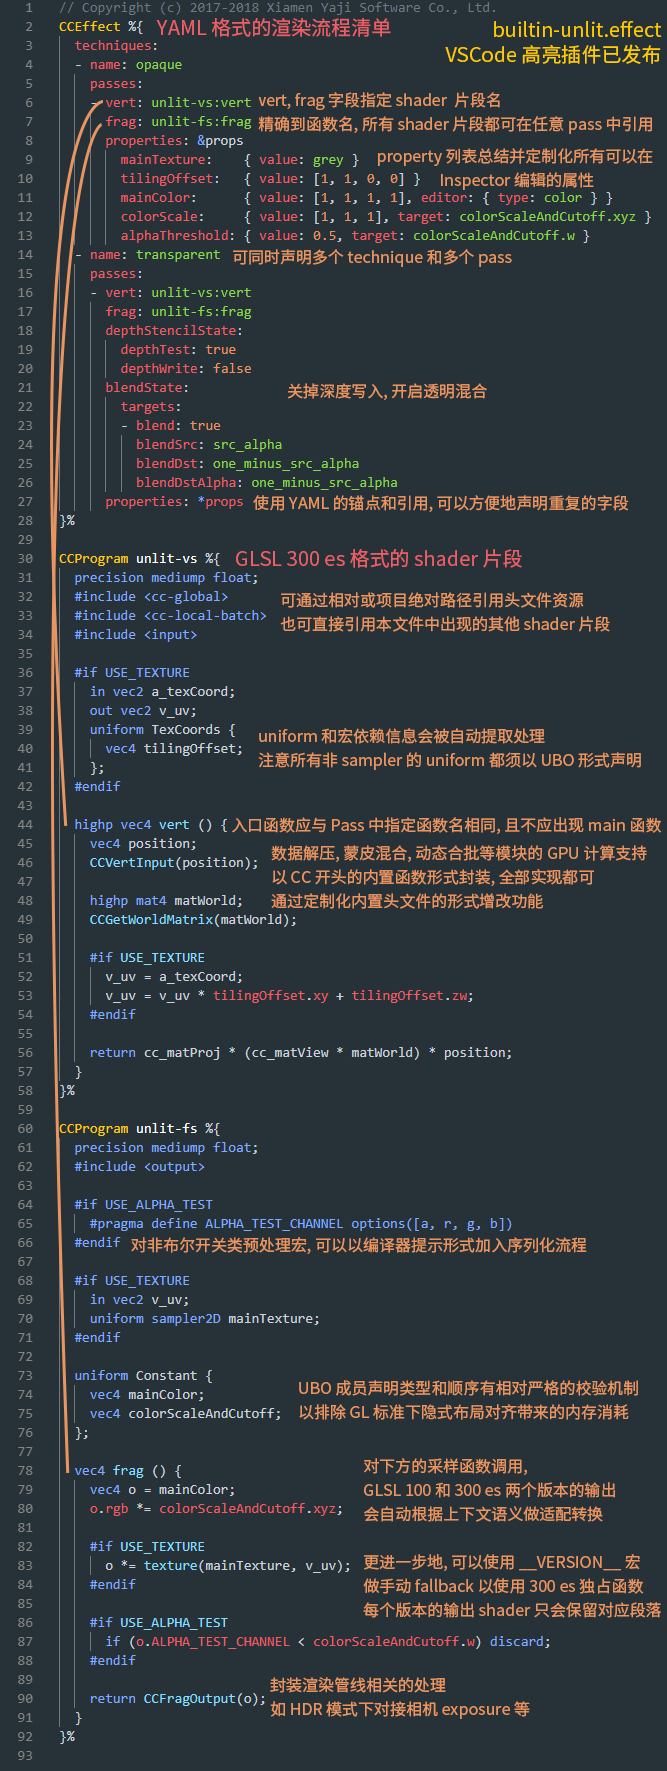 1 // Copyright (c) 2017-2018 Xiamen Yaji Software Co., Ltd.
2 CCEffect %{ YAML 格式的渲染流程清单 builtin-unlit.effect
3 techniques: VSCode 高亮插件已发布
4 - name: opaque
5 passes:
6 - vert: unlit-vs:vert vert, frag 字段指定 shader 片段名
7 frag: unlit-fs:frag 精确到函数名, 所有 shader 片段都可在任意 pass 中引用
8 properties: &props
9 mainTexture: { value: grey } property 列表总结并定制化所有可以在
10 tilingOffset: { value: [1, 1, 0, 0] } Inspector 编辑的属性
11 mainColor: { value: [1, 1, 1, 1], editor: { type: color } }
12 colorScale: { value: [1, 1, 1], target: colorScaleAndCutoff.xyz }
13 alphaThreshold: { value: 0.5, target: colorScaleAndCutoff.w }
14 - name: transparent 可同时声明多个 technique 和多个 pass
15 passes:
16 - vert: unlit-vs:vert
17 frag: unlit-fs:frag
18 depthStencilState:
19 depthTest: true
20 depthWrite: false
21 blendState: 关掉深度写入, 开启透明混合
22 targets:
23 - blend: true
24 blendSrc: src_alpha
25 blendDst: one_minus_src_alpha
26 blendDstAlpha: one_minus_src_alpha
27 properties: *props 使用 YAML 的锚点和引用, 可以方便地声明重复的字段
28 }%
29
30 CCProgram unlit-vs %{ GLSL 300 es 格式的 shader 片段
31 precision mediump float;
32 #include <cc-global> 可通过相对或项目绝对路径引用头文件资源
33 #include <cc-local-batch> 也可直接引用本文件中出现的其他 shader 片段
34 #include <input>
35
36 #if USE_TEXTURE
37 in vec2 a_texCoord;
38 out vec2 v_uv;
39 uniform TexCoords { uniform 和宏依赖信息会被自动提取处理
40 vec4 tilingOffset; 注意所有非 sampler 的 uniform 都须以 UBO 形式声明
41 };
42 #endif
43
44 highp vec4 vert () { 入口函数应与 Pass 中指定函数名相同, 且不应出现 main 函数
45 vec4 position; 数据解压, 蒙皮混合, 动态合批等模块的 GPU 计算支持
46 CCVertInput(position); 以 CC 开头的内置函数形式封装, 全部实现都可
47
48 highp mat4 matWorld; 通过定制化内置头文件的形式增改功能
49 CCGetWorldMatrix(matWorld);
50
51 #if USE_TEXTURE
52 v_uv = a_texCoord;
53 v_uv = v_uv * tilingOffset.xy + tilingOffset.zw;
54 #endif
55
56 return cc_matProj * (cc_matView * matWorld) * position;
57 }
58 }%
59
60 CCProgram unlit-fs %{
61 precision mediump float;
62 #include <output>
63
64 #if USE_ALPHA_TEST
65 #pragma define ALPHA_TEST_CHANNEL options([a, r, g, b])
66 #endif 对非布尔开关类预处理宏, 可以以编译器提示形式加入序列化流程
67
68 #if USE_TEXTURE
69 in vec2 v_uv;
70 uniform sampler2D mainTexture;
71 #endif
72
73 uniform Constant {
74 vec4 mainColor; UBO 成员声明类型和顺序有相对严格的校验机制
75 vec4 colorScaleAndCutoff; 以排除 GL 标准下隐式布局对齐带来的内存消耗
76 };
77
78 vec4 frag () { 对下方的采样函数调用,
79 vec4 o = mainColor; GLSL 100 和 300 es 两个版本的输出
80 o.rgb *= colorScaleAndCutoff.xyz; 会自动根据上下文语义做适配转换
81
82 #if USE_TEXTURE
83 o *= texture(mainTexture, v_uv); 更进一步地, 可以使用 __VERSION__ 宏
84 #endif 做手动 fallback 以使用 300 es 独占函数
85 每个版本的输出 shader 只会保留对应段落
86 #if USE_ALPHA_TEST
87 if (o.ALPHA_TEST_CHANNEL < colorScaleAndCutoff.w) discard;
88 #endif
89 封装渲染管线相关的处理
90 return CCFragOutput(o); 如 HDR 模式下对接相机 exposure 等
91 }
92 }%
93